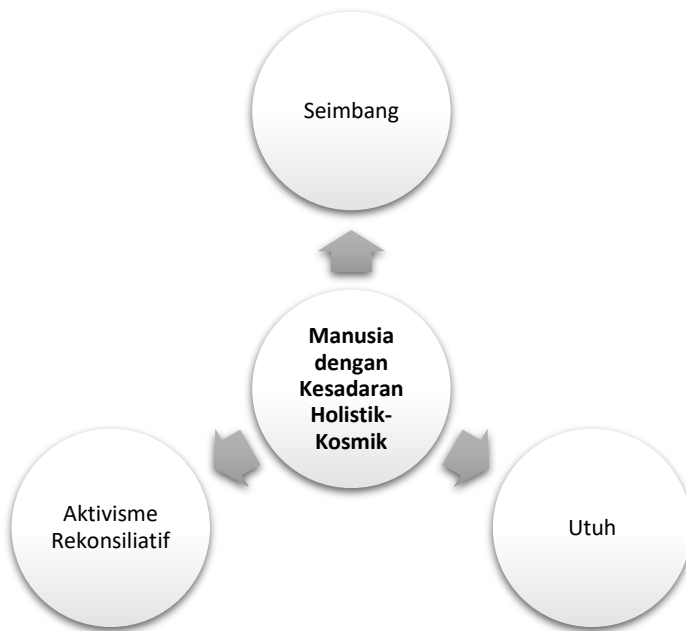 Seimbang
Manusia
dengan
Kesadaran
Holistik-
Kosmik
Aktivisme
Rekonsiliatif
Utuh